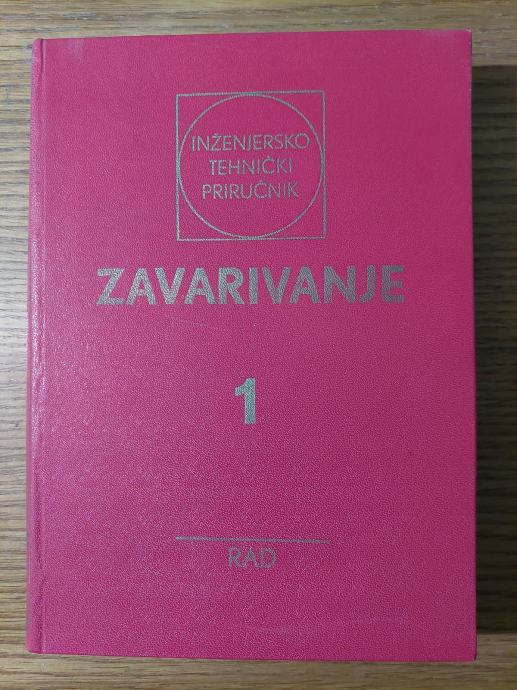 INŽENJERSKO
TEHNIČKI
PRIRUČNIK
ZAVARIVANJE
1
RAD